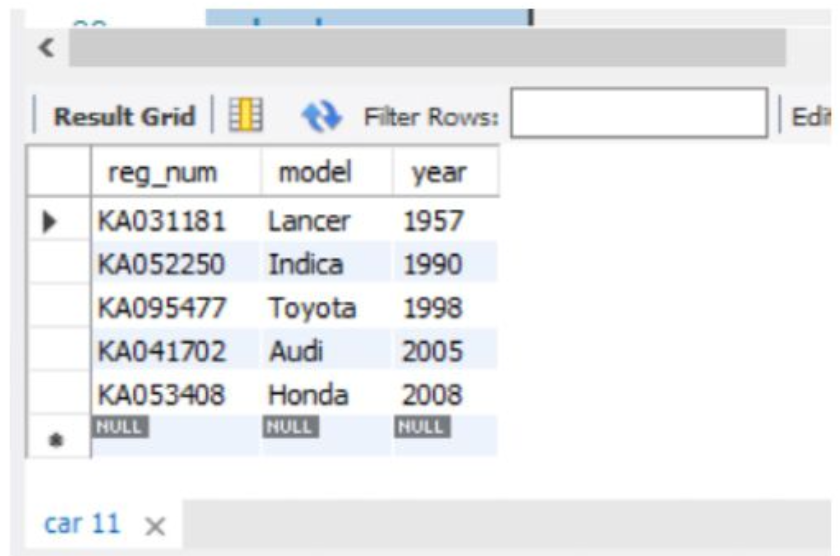 Result Grid Filter Rows: Edi
reg_num model year
KA031181 Lancer 1957
KA052250 Indica 1990
KA095477 Toyota 1998
KA041702 Audi 2005
KA053408 Honda 2008
NULL NULL NULL
car 11